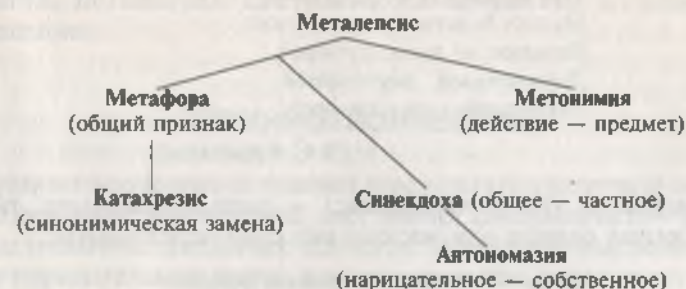 Металепсис
Метафора
(общий признак)
Метонимия
(действие — предмет)
Катахрезис
(синонимическая замена)
Синекдоха (общее — частное)
Антономазия
(нарицательное — собственное)